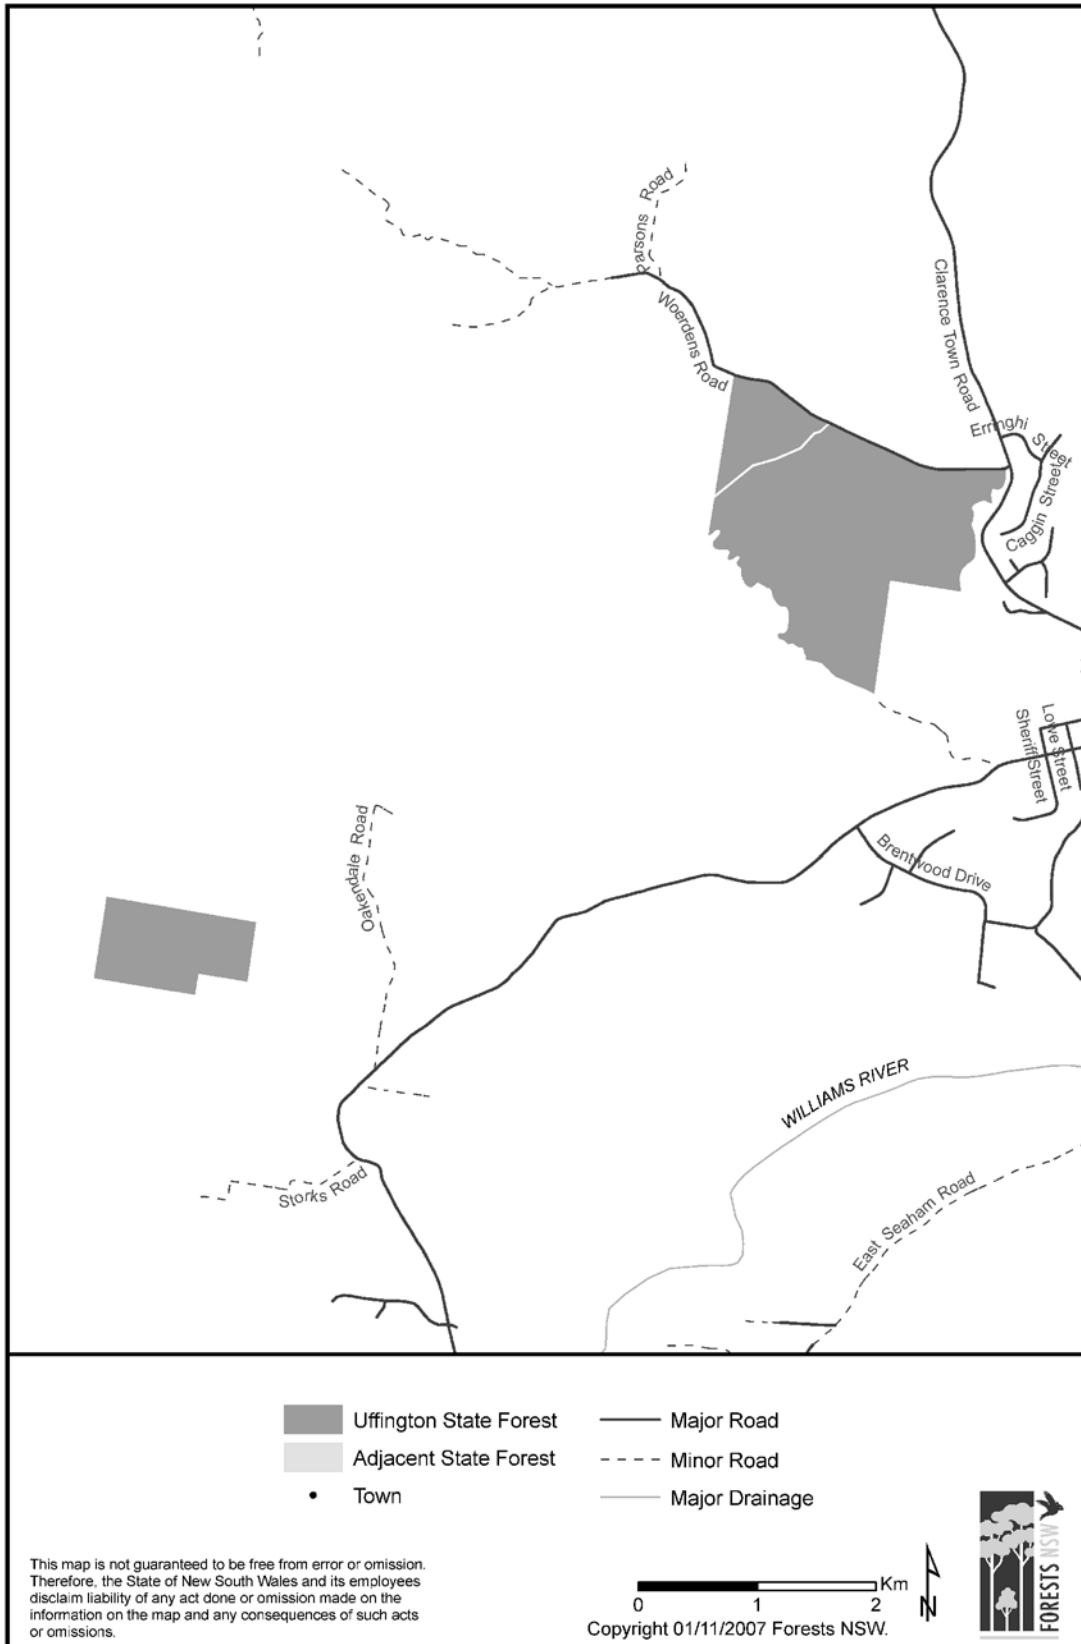 Parsons Road
Woerdens Road
Clarence Town Road
Erringhi Street
Caggin Street
Lowe Street
Sheriff Street
Brentwood Drive
Oakendale Road
WILLIAMS RIVER
East Seaham Road
Storks Road
Uffington State Forest
Adjacent State Forest
Town
Major Road
Minor Road
Major Drainage
This map is not guaranteed to be free from error or omission.
Therefore, the State of New South Wales and its employees
disclaim liability of any act done or omission made on the
information on the map and any consequences of such acts
or omissions.
Km
0 1 2
N
Copyright 01/11/2007 Forests NSW.
FORESTS NSW